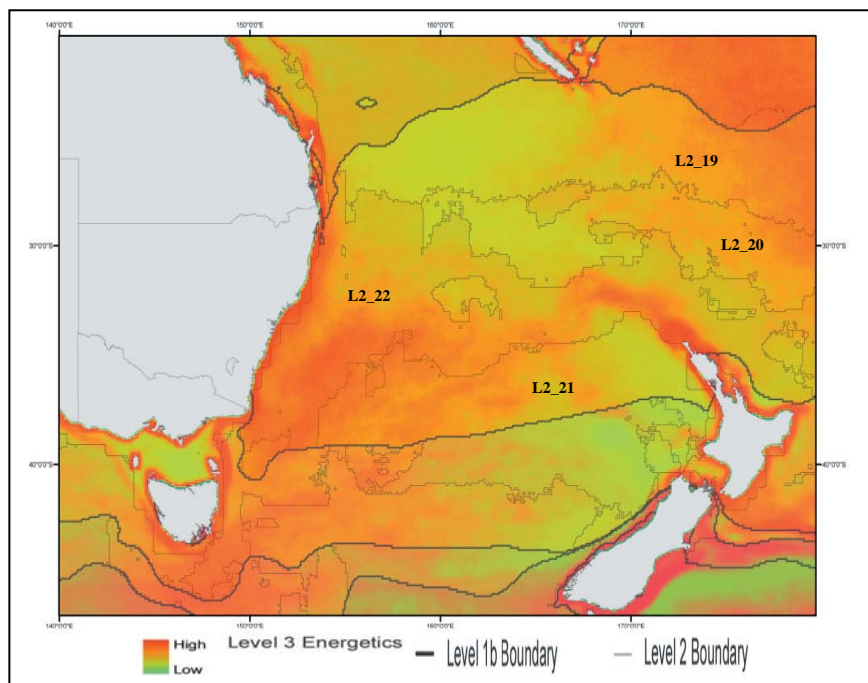 140°0'0"E 150°0'0"E 160°0'0"E 170°0'0"E
L2_19
30°0'0"S L2_20 30°0'0"S
L2_22
L2_21
40°0'0"S 40°0'0"S
140°0'0"E 150°0'0"E 160°0'0"E 170°0'0"E
High Level 3 Energetics Level 1b Boundary Level 2 Boundary
Low